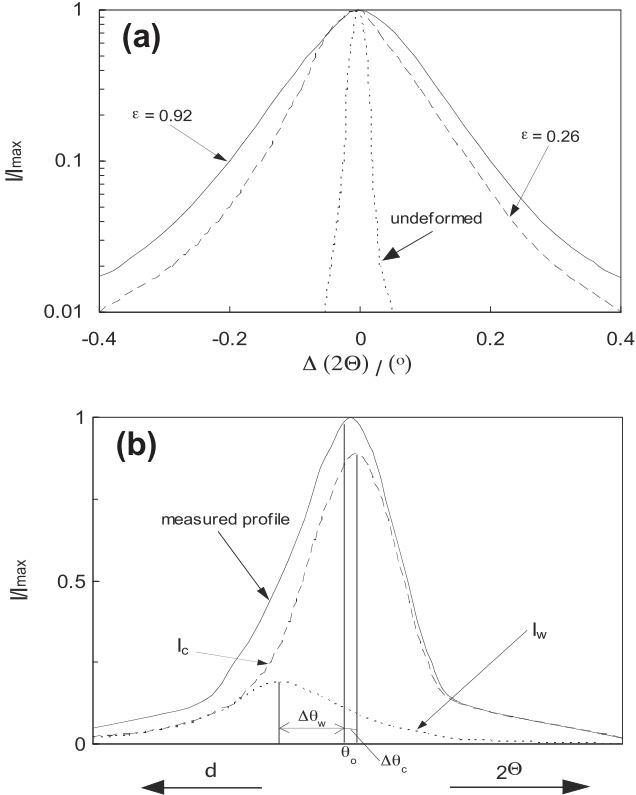 1
(a)
ε = 0.92
ε = 0.26
0.1
I/Imax
undeformed
0.01
-0.4 -0.2 0 0.2 0.4
Δ (2Θ) / (o)
1
(b)
measured profile
I/Imax
0.5
Ic
Iw
Δθw
0
θo
Δθc
d
2Θ